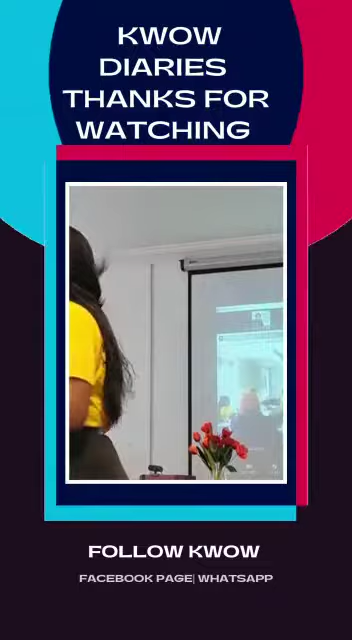 KWOW
DIARIES
THANKS FOR
WATCHING
FOLLOW KWOW
FACEBOOK PAGE| WHATSAPP